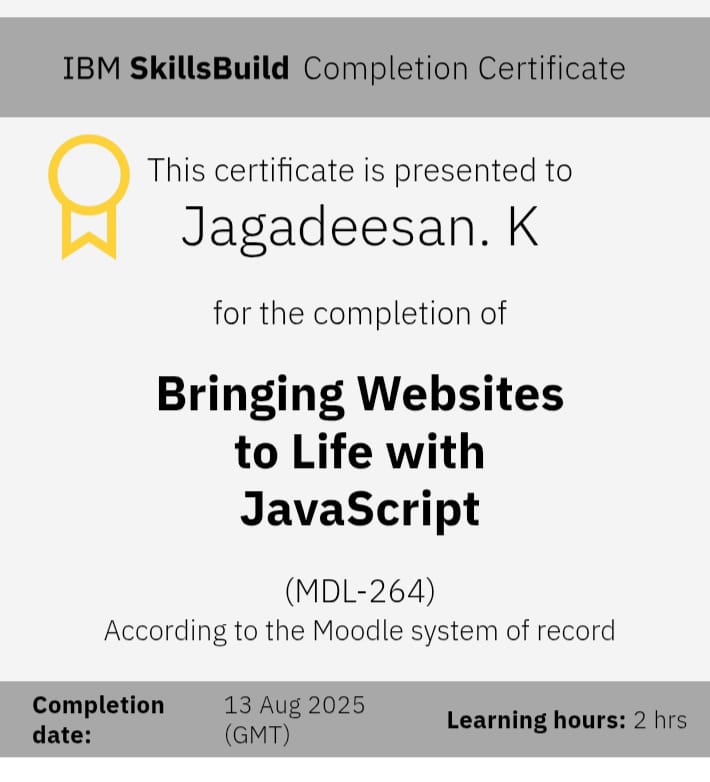 IBM SkillsBuild Completion Certificate
This certificate is presented to
Jagadeesan. K
for the completion of
Bringing Websites
to Life with
JavaScript
(MDL-264)
According to the Moodle system of record
Completion date:
13 Aug 2025 (GMT)
Learning hours: 2 hrs